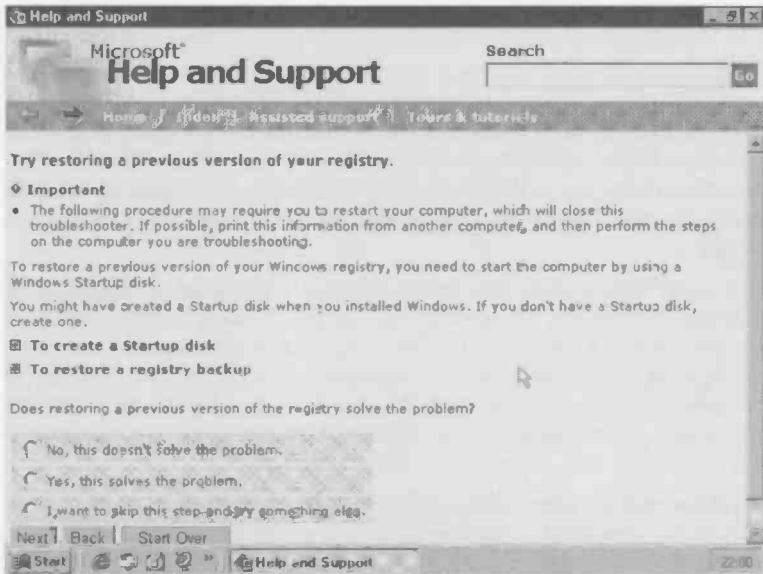 Help and Support
Microsoft®
Help and Support
Search
Go
Home | Index | Assisted support | Tours & tutorials
Try restoring a previous version of your registry.
Important
• The following procedure may require you to restart your computer, which will close this
troubleshooter. If possible, print this information from another computer, and then perform the steps
on the computer you are troubleshooting.
To restore a previous version of your Windows registry, you need to start the computer by using a
Windows Startup disk.
You might have created a Startup disk when you installed Windows. If you don't have a Startup disk,
create one.
To create a Startup disk
To restore a registry backup
Does restoring a previous version of the registry solve the problem?
No, this doesn't solve the problem.
Yes, this solves the problem.
I want to skip this step and try something else.
Next Back Start Over
Start » Help and Support 22:00